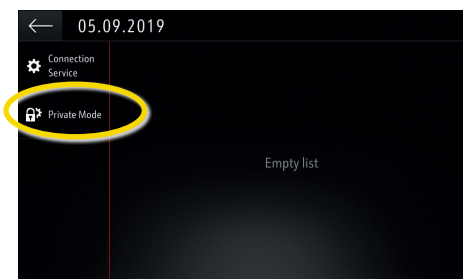 05.09.2019
Connection
Service
Private Mode
Empty list